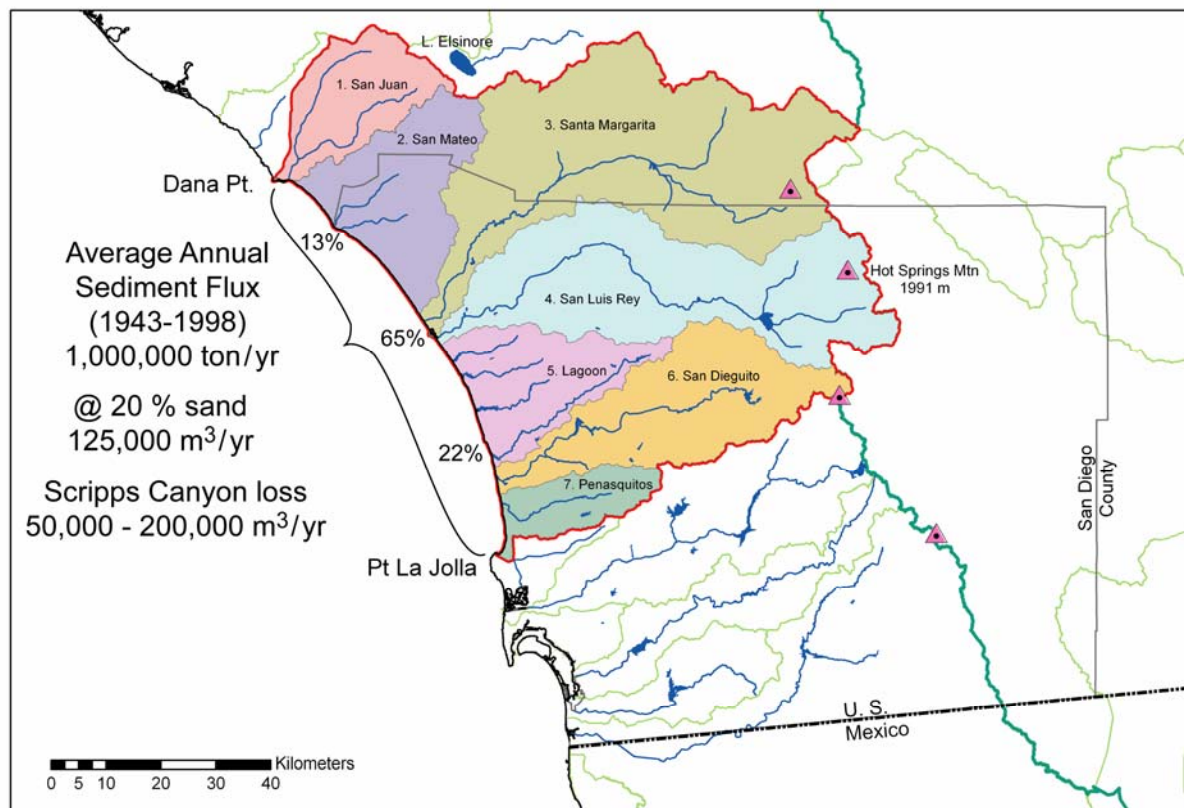 L. Elsinore
1. San Juan
2. San Mateo
3. Santa Margarita
Dana Pt.
13%
Average Annual
Sediment Flux
(1943-1998)
1,000,000 ton/yr
@ 20 % sand
125,000 m³/yr
Scripps Canyon loss
50,000 - 200,000 m³/yr
Hot Springs Mtn
1991 m
4. San Luis Rey
65%
5. Lagoon
6. San Dieguito
22%
7. Penasquitos
Pt La Jolla
San Diego
County
U. S.
Mexico
Kilometers
0 5 10 20 30 40